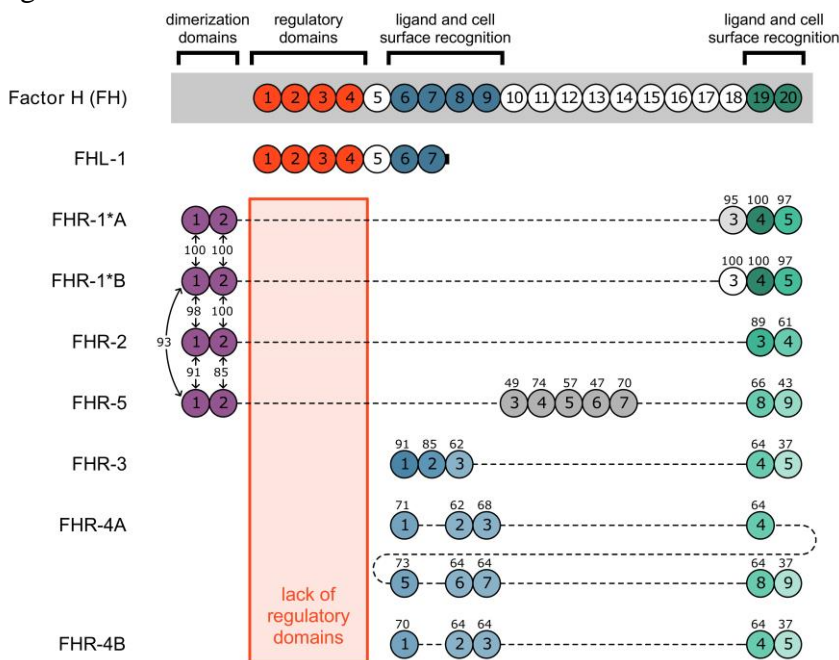 dimerization
domains
regulatory
domains
ligand and cell
surface recognition
ligand and cell
surface recognition
Factor H (FH)
1 2 3 4 5 6 7 8 9 10 11 12 13 14 15 16 17 18 19 20
FHL-1
1 2 3 4 5 6 7
95 100 97
FHR-1*A
1 2 3 4 5
100 100
100 100 97
FHR-1*B
1 2 3 4 5
98 100
89 61
93
FHR-2
1 2 3 4
91 85
49 74 57 47 70 66 43
FHR-5
1 2 3 4 5 6 7 8 9
91 85 62 64 37
FHR-3
1 2 3 4 5
71 62 68 64
FHR-4A
1 2 3 4
73 64 64 64 37
5 6 7 8 9
lack of
regulatory
domains
70 64 64 64 37
FHR-4B
1 2 3 4 5